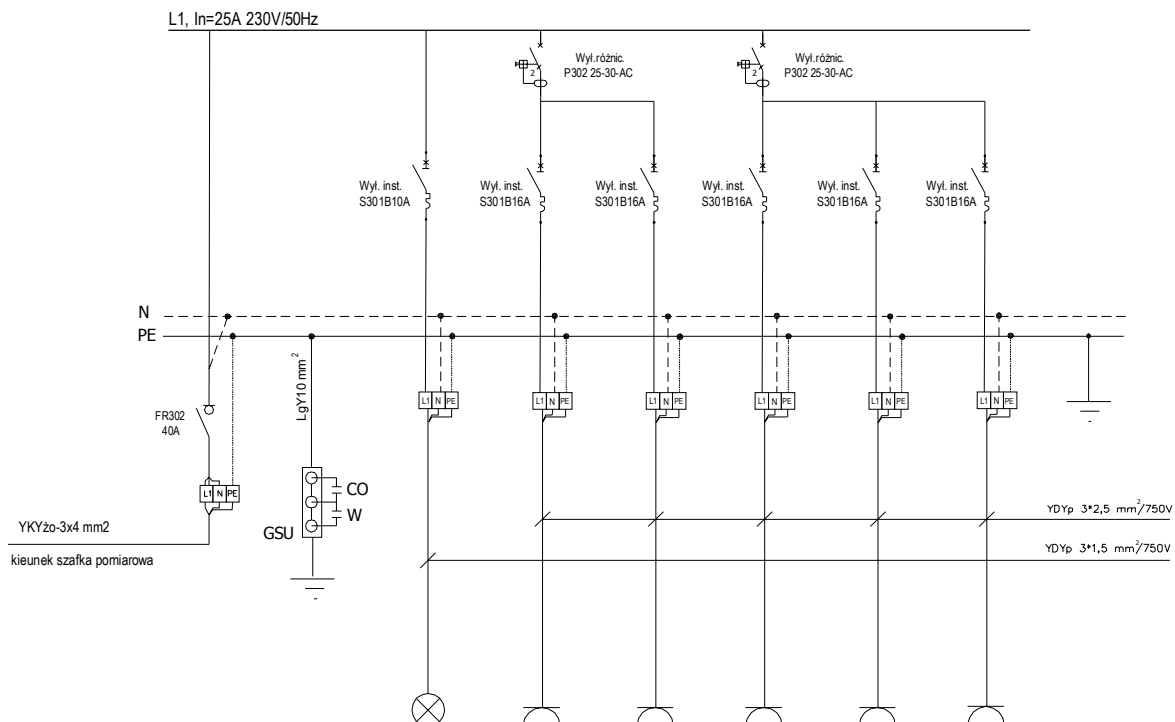 L1, In=25A 230V/50Hz
Wył.różnic.
P302 25-30-AC
2
Wył.różnic.
P302 25-30-AC
2
Wył. inst.
S301B10A
Wył. inst.
S301B16A
Wył. inst.
S301B16A
Wył. inst.
S301B16A
Wył. inst.
S301B16A
Wył. inst.
S301B16A
N
PE
LgY10 mm²
L1 N PE
L1 N PE
L1 N PE
L1 N PE
L1 N PE
L1 N PE
FR302
40A
L1 N PE
CO
W
GSU
YKYżo-3x4 mm2
kieunek szafka pomiarowa
YDYp 3*2,5 mm²/750V
YDYp 3*1,5 mm²/750V